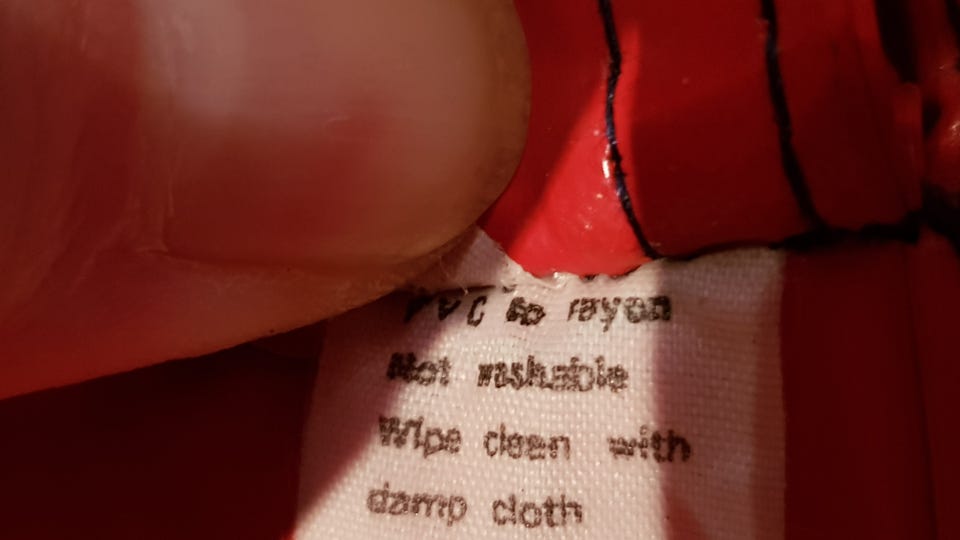 PVC to rayon
Not washable
Wipe clean with
damp cloth